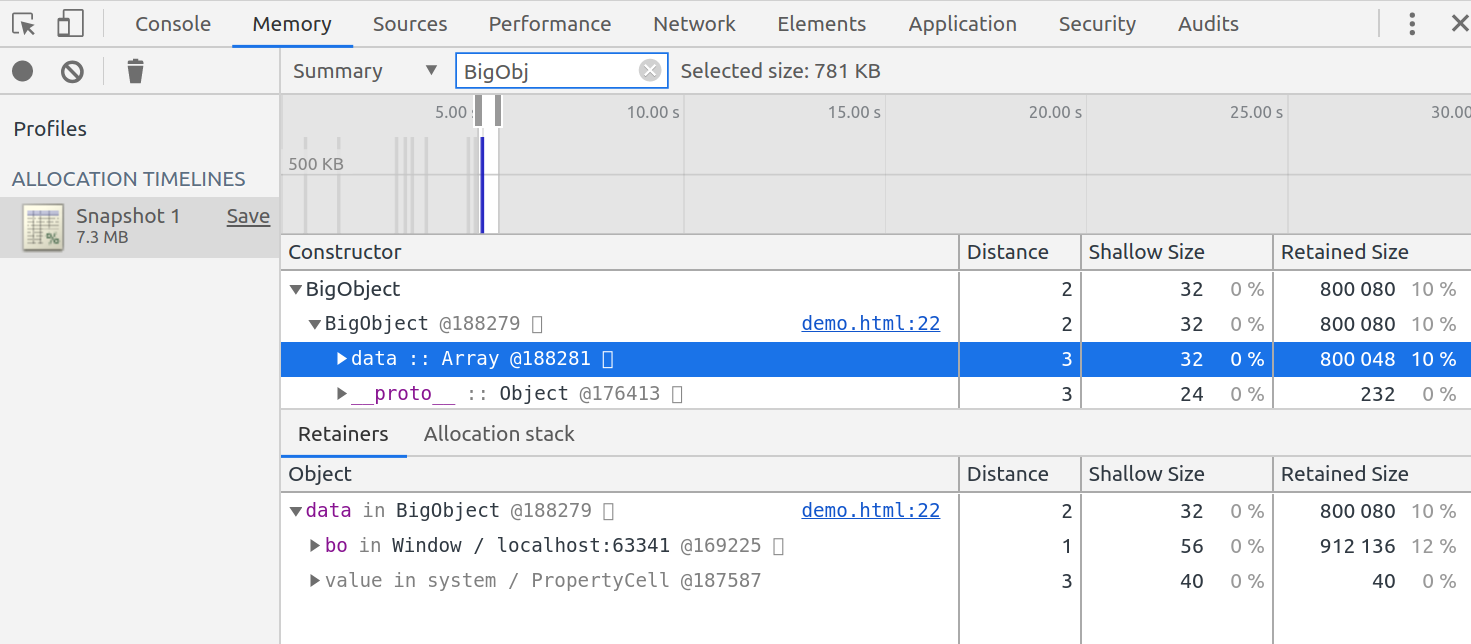 Console Memory Sources Performance Network Elements Application Security Audits
Summary BigObj Selected size: 781 KB
5.00 s 10.00 s 15.00 s 20.00 s 25.00 s 30.00
Profiles
500 KB
ALLOCATION TIMELINES
Snapshot 1 Save
7.3 MB
Constructor Distance Shallow Size Retained Size
BigObject 2 32 0 % 800 080 10 %
BigObject @188279 demo.html:22 2 32 0 % 800 080 10 %
data :: Array @188281 3 32 0 % 800 048 10 %
__proto__ :: Object @176413 3 24 0 % 232 0 %
Retainers Allocation stack
Object Distance Shallow Size Retained Size
data in BigObject @188279 demo.html:22 2 32 0 % 800 080 10 %
bo in Window / localhost:63341 @169225 1 56 0 % 912 136 12 %
value in system / PropertyCell @187587 3 40 0 % 40 0 %